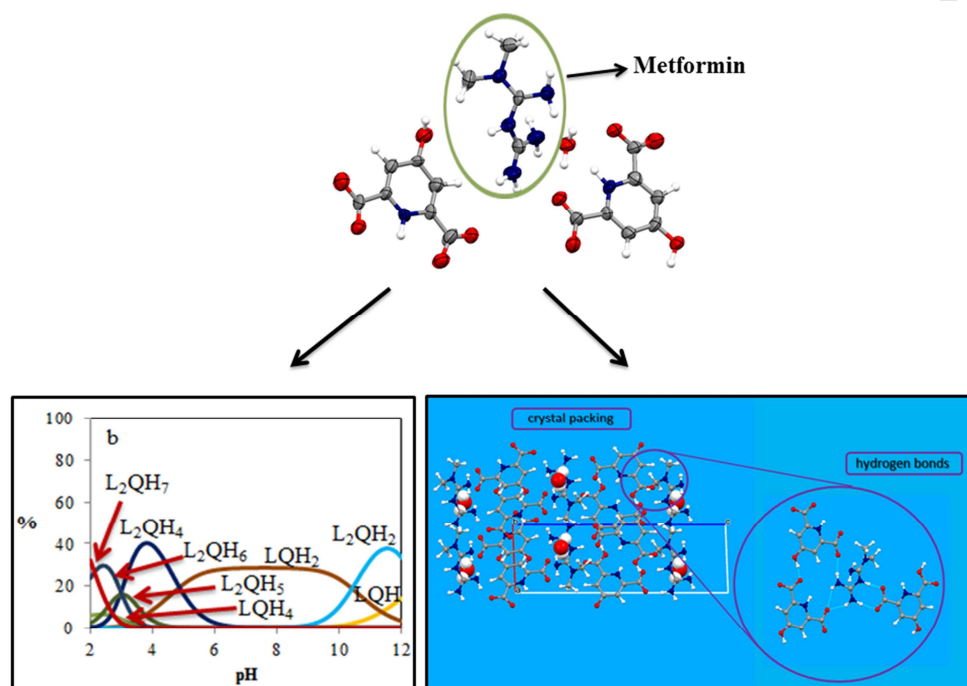 Metformin
crystal packing
hydrogen bonds
100
80
60
40
20
0
%
b
L₂QH₇
L₂QH₄
L₂QH₆
L₂QH₅
LQH₄
LQH₂
L₂QH₂
LQH
2 4 6 8 10 12
pH